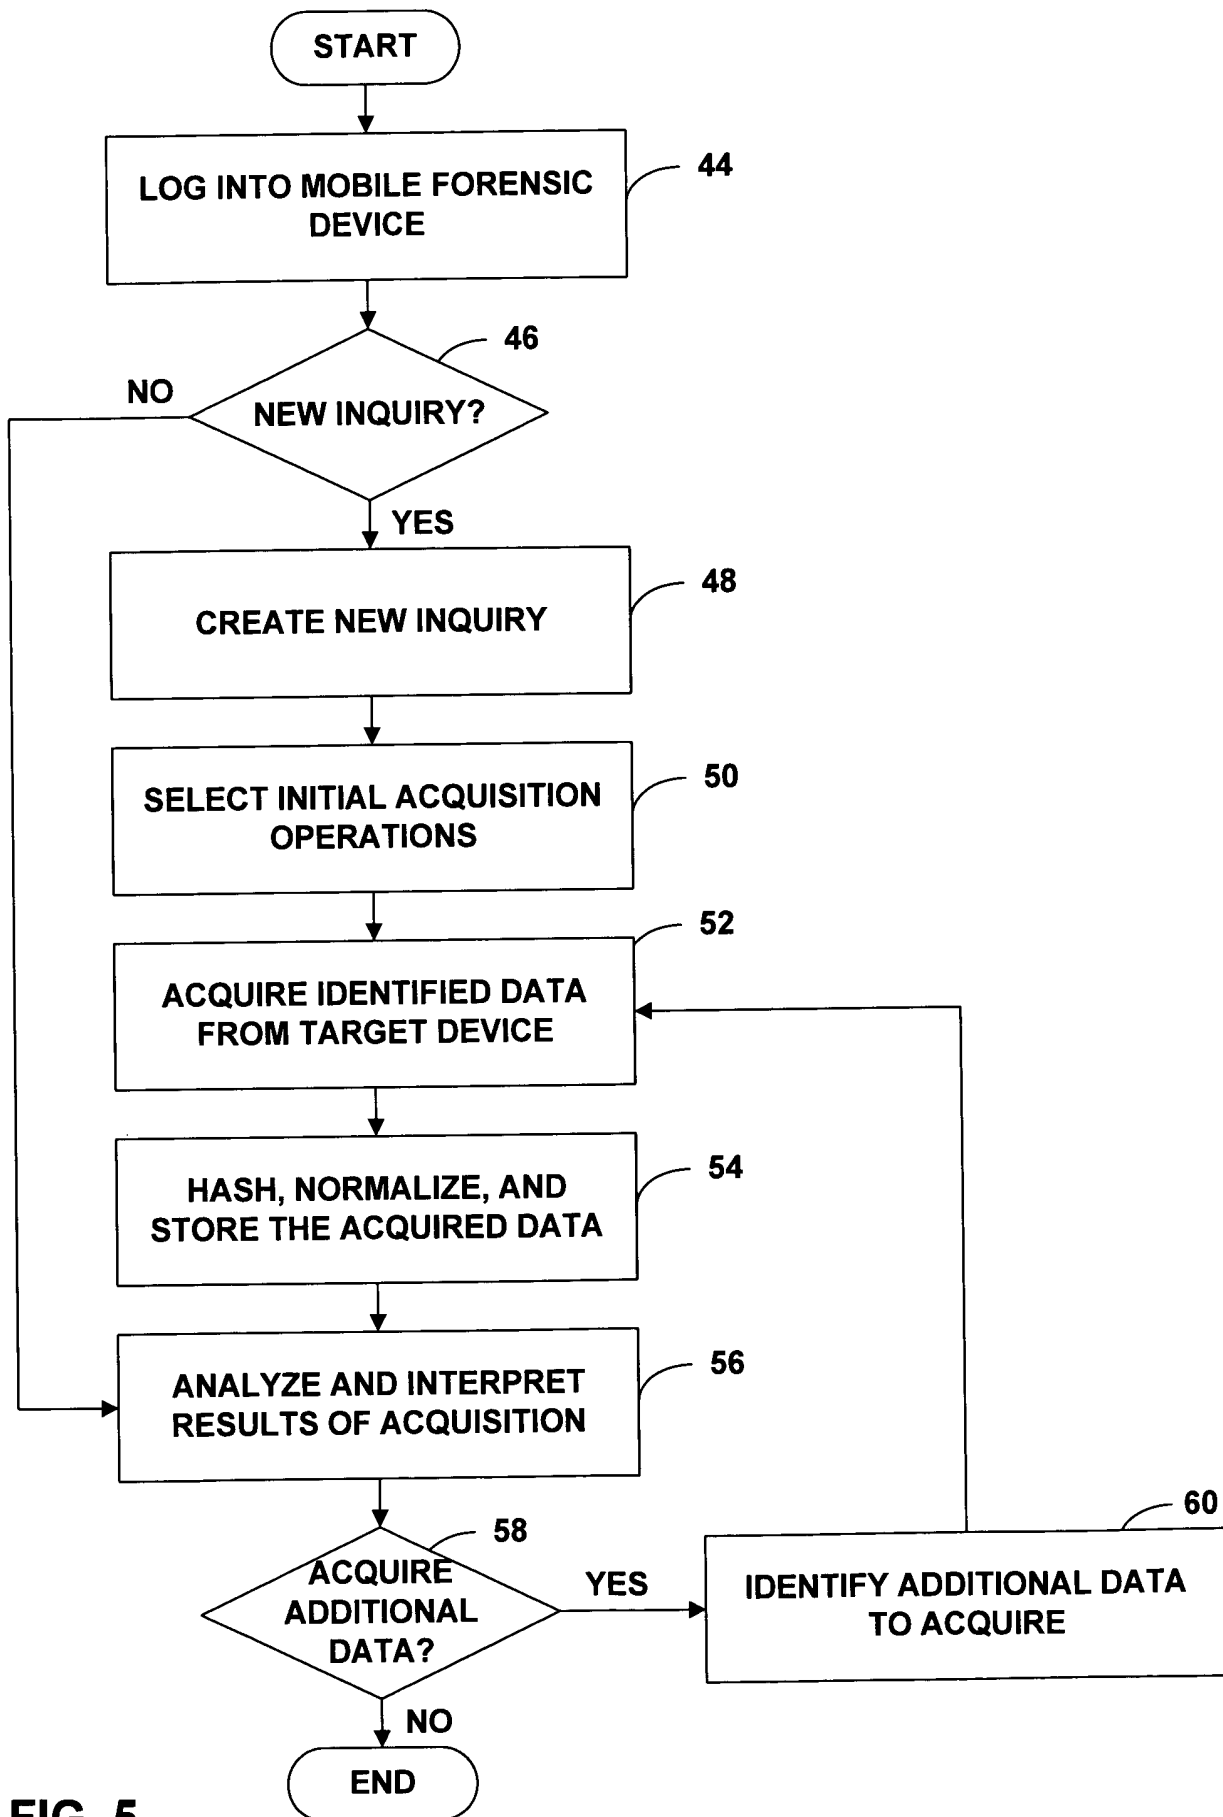 START
LOG INTO MOBILE FORENSIC
DEVICE
44
46
NEW INQUIRY?
NO
YES
CREATE NEW INQUIRY
48
SELECT INITIAL ACQUISITION
OPERATIONS
50
52
ACQUIRE IDENTIFIED DATA
FROM TARGET DEVICE
HASH, NORMALIZE, AND
STORE THE ACQUIRED DATA
54
ANALYZE AND INTERPRET
RESULTS OF ACQUISITION
56
58
ACQUIRE
ADDITIONAL
DATA?
YES
60
IDENTIFY ADDITIONAL DATA
TO ACQUIRE
NO
END
FIG. 5